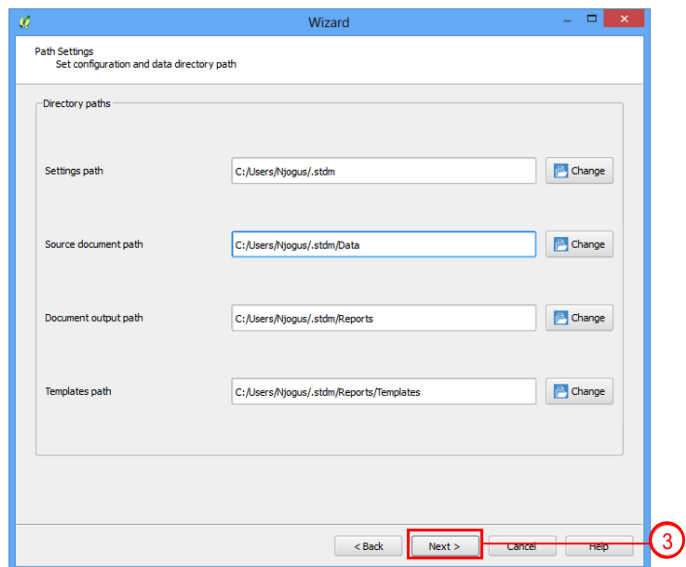 Wizard
Path Settings
Set configuration and data directory path
Directory paths
Settings path C:/Users/Njogus/.stdm Change
Source document path C:/Users/Njogus/.stdm/Data Change
Document output path C:/Users/Njogus/.stdm/Reports Change
Templates path C:/Users/Njogus/.stdm/Reports/Templates Change
< Back Next > Cancel Help 3